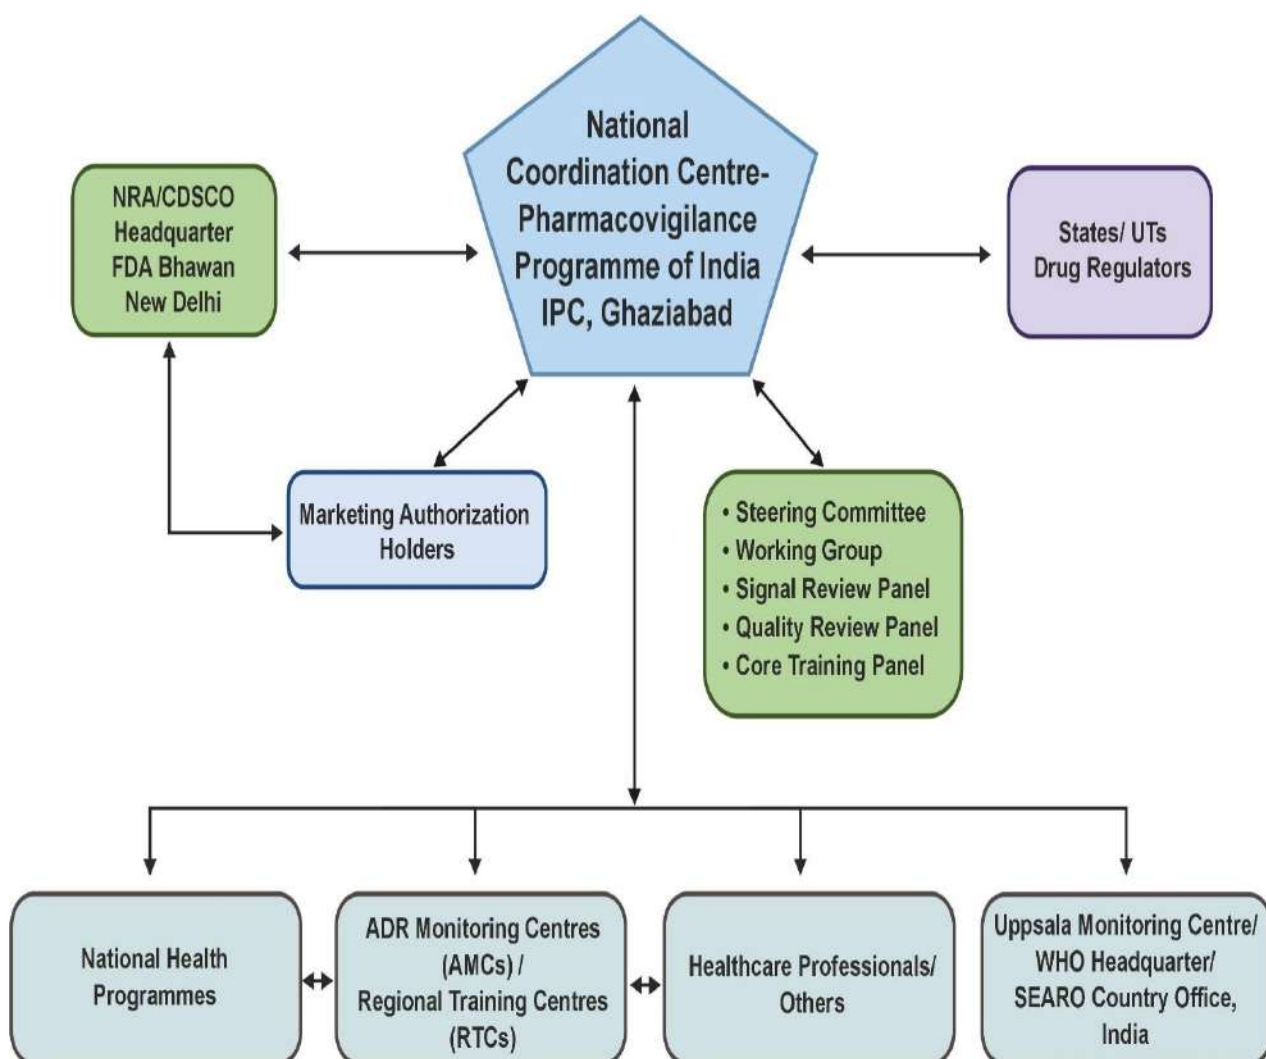 National
Coordination Centre-
Pharmacovigilance
Programme of India
IPC, Ghaziabad
NRA/CDSCO
Headquarter
FDA Bhawan
New Delhi
States/ UTs
Drug Regulators
Marketing Authorization
Holders
• Steering Committee
• Working Group
• Signal Review Panel
• Quality Review Panel
• Core Training Panel
National Health
Programmes
ADR Monitoring Centres
(AMCs) /
Regional Training Centres
(RTCs)
Healthcare Professionals/
Others
Uppsala Monitoring Centre/
WHO Headquarter/
SEARO Country Office,
India